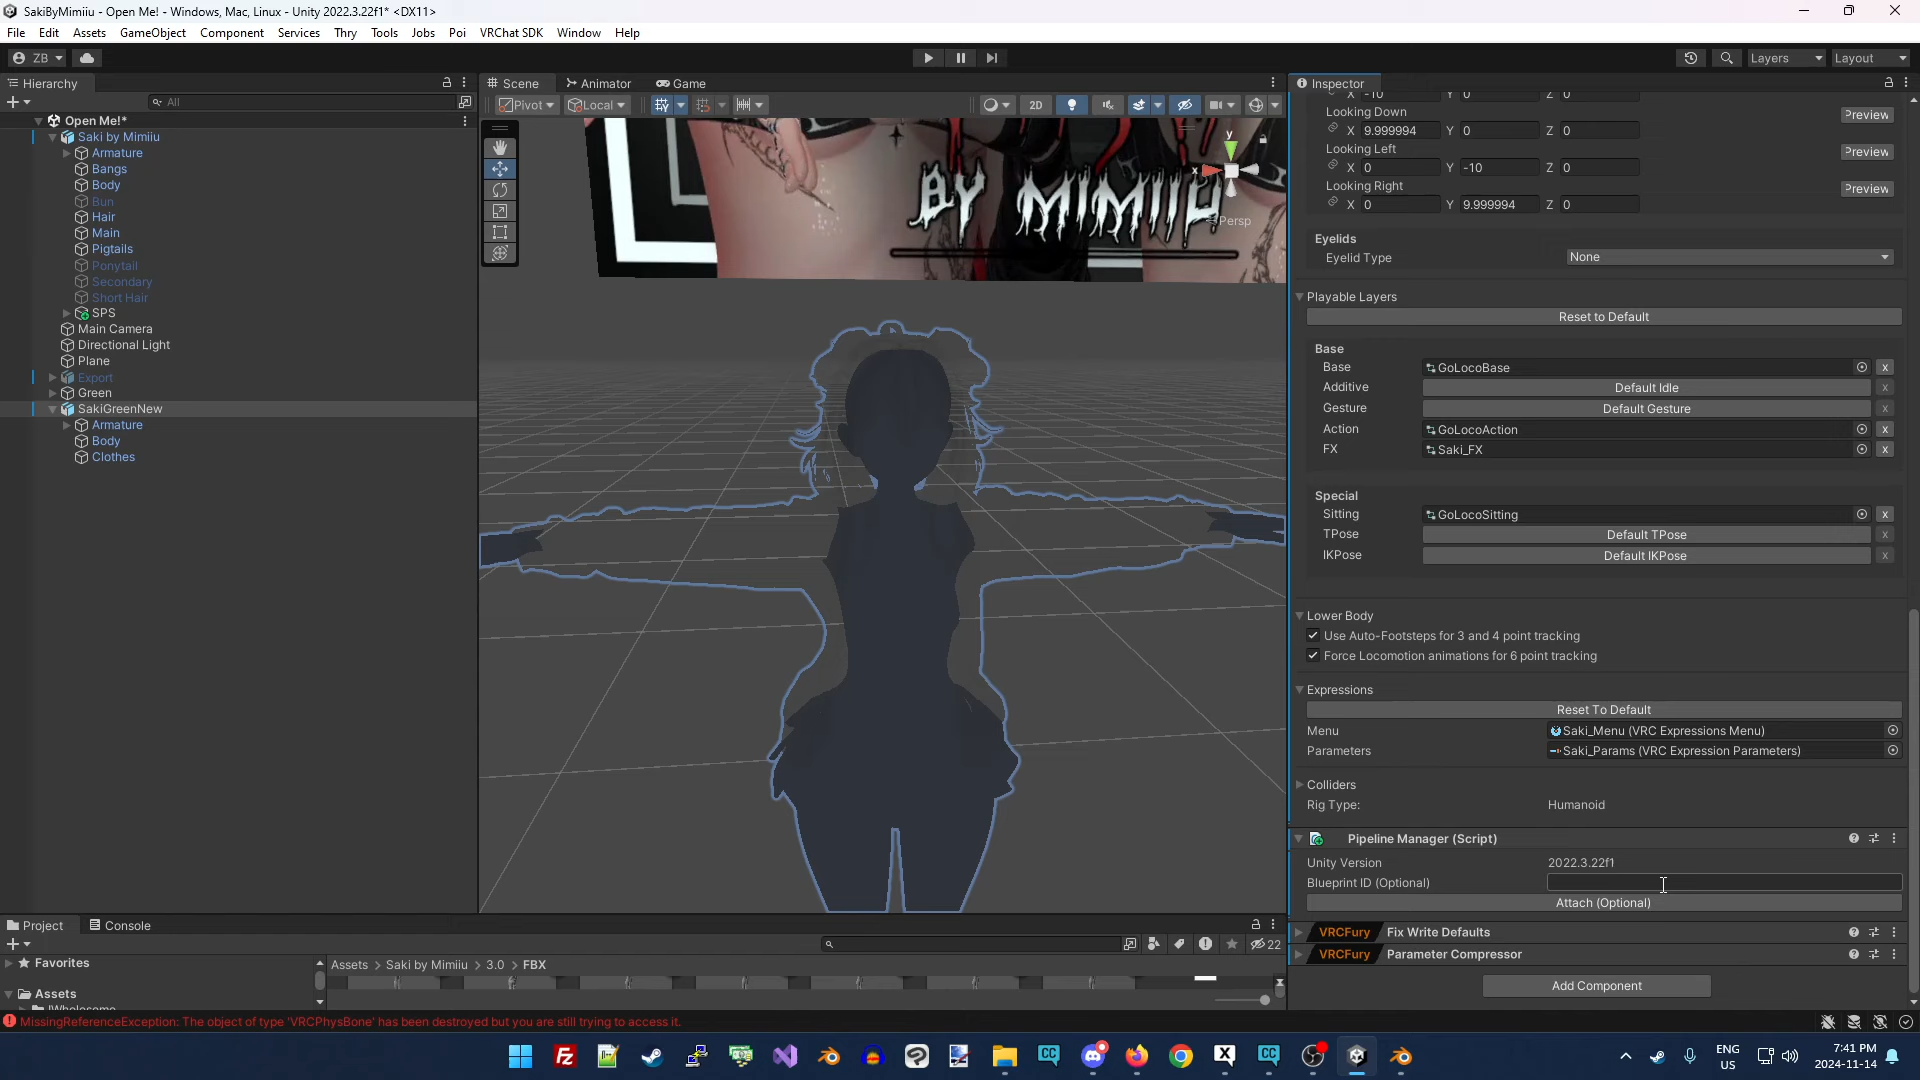 SakiByMimiiu - Open Me! - Windows, Mac, Linux - Unity 2022.3.22f1* <DX11>
File Edit Assets GameObject Component Services Thry Tools Jobs Poi VRChat SDK Window Help
ZB Layers Layout
Hierarchy
All
Open Me!*
Saki by Mimiiu
Armature
Bangs
Body
Bun
Hair
Main
Pigtails
Ponytail
Secondary
Short Hair
SPS
Main Camera
Directional Light
Plane
Export
Green
SakiGreenNew
Armature
Body
Clothes
Scene Animator Game
Pivot Local 2D
BY MIMIIU
y
x
Persp
Inspector
X -10 Y 0 Z 0
Looking Down Preview
X 9.999994 Y 0 Z 0
Looking Left Preview
X 0 Y -10 Z 0
Looking Right Preview
X 0 Y 9.999994 Z 0
Eyelids
Eyelid Type None
Playable Layers
Reset to Default
Base
Base GoLocoBase x
Additive Default Idle x
Gesture Default Gesture x
Action GoLocoAction x
FX Saki_FX x
Special
Sitting GoLocoSitting x
TPose Default TPose x
IKPose Default IKPose x
Lower Body
Use Auto-Footsteps for 3 and 4 point tracking
Force Locomotion animations for 6 point tracking
Expressions
Reset To Default
Menu Saki_Menu (VRC Expressions Menu)
Parameters Saki_Params (VRC Expression Parameters)
Colliders
Rig Type: Humanoid
Pipeline Manager (Script)
Unity Version 2022.3.22f1
Blueprint ID (Optional)
Attach (Optional)
VRCFury Fix Write Defaults
VRCFury Parameter Compressor
Add Component
Project Console
22
Favorites
Assets > Saki by Mimiiu > 3.0 > FBX
Assets
!Wholesome
MissingReferenceException: The object of type 'VRCPhysBone' has been destroyed but you are still trying to access it.
ENG
US
7:41 PM
2024-11-14